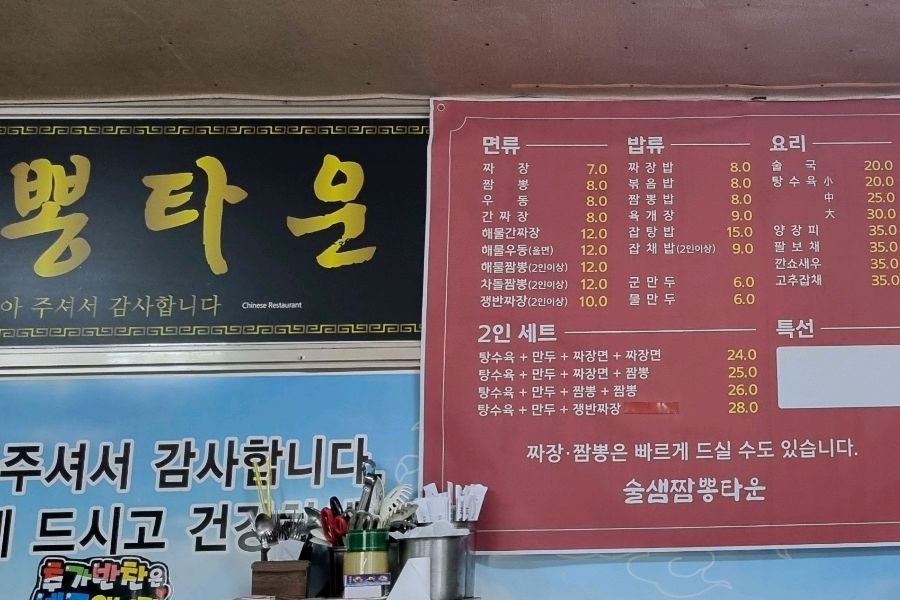 뽕타운
아 주셔서 감사합니다 Chinese Restaurant
주셔서 감사합니다
드시고
추가반찬은
면류
짜 장 7.0
짬 뽕 8.0
우 동 8.0
간 짜 장 8.0
해물간짜장 12.0
해물우동(울면) 12.0
해물짬뽕(2인이상) 12.0
차돌짬뽕(2인이상) 12.0
쟁반짜장(2인이상) 10.0
밥류
짜 장 밥 8.0
볶 음 밥 8.0
짬 뽕 밥 8.0
육 개 장 9.0
잡 탕 밥 15.0
잡 채 밥(2인이상) 9.0
군 만 두 6.0
물 만 두 6.0
요리
술 국 20.0
탕 수 육 小 20.0
中 25.0
大 30.0
양 장 피 35.0
팔 보 채 35.0
깐쇼새우 35.0
고추잡채 35.0
2인 세트
탕수육 + 만두 + 짜장면 + 짜장면 24.0
탕수육 + 만두 + 짜장면 + 짬뽕 25.0
탕수육 + 만두 + 짬뽕 + 짬뽕 26.0
탕수육 + 만두 + 쟁반짜장 28.0
특선
짜장·짬뽕은 빠르게 드실 수도 있습니다.
술샘짬뽕타운